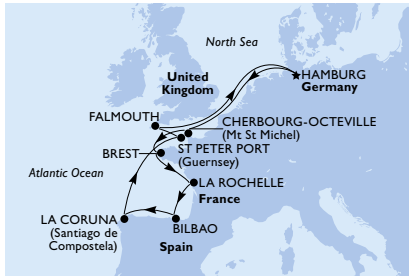 North Sea
United
Kingdom
HAMBURG
Germany
FALMOUTH
CHERBOURG-OCTEVILLE
(Mt St Michel)
ST PETER PORT
(Guernsey)
BREST
Atlantic Ocean
LA ROCHELLE
France
LA CORUNA
(Santiago de
Compostela)
BILBAO
Spain